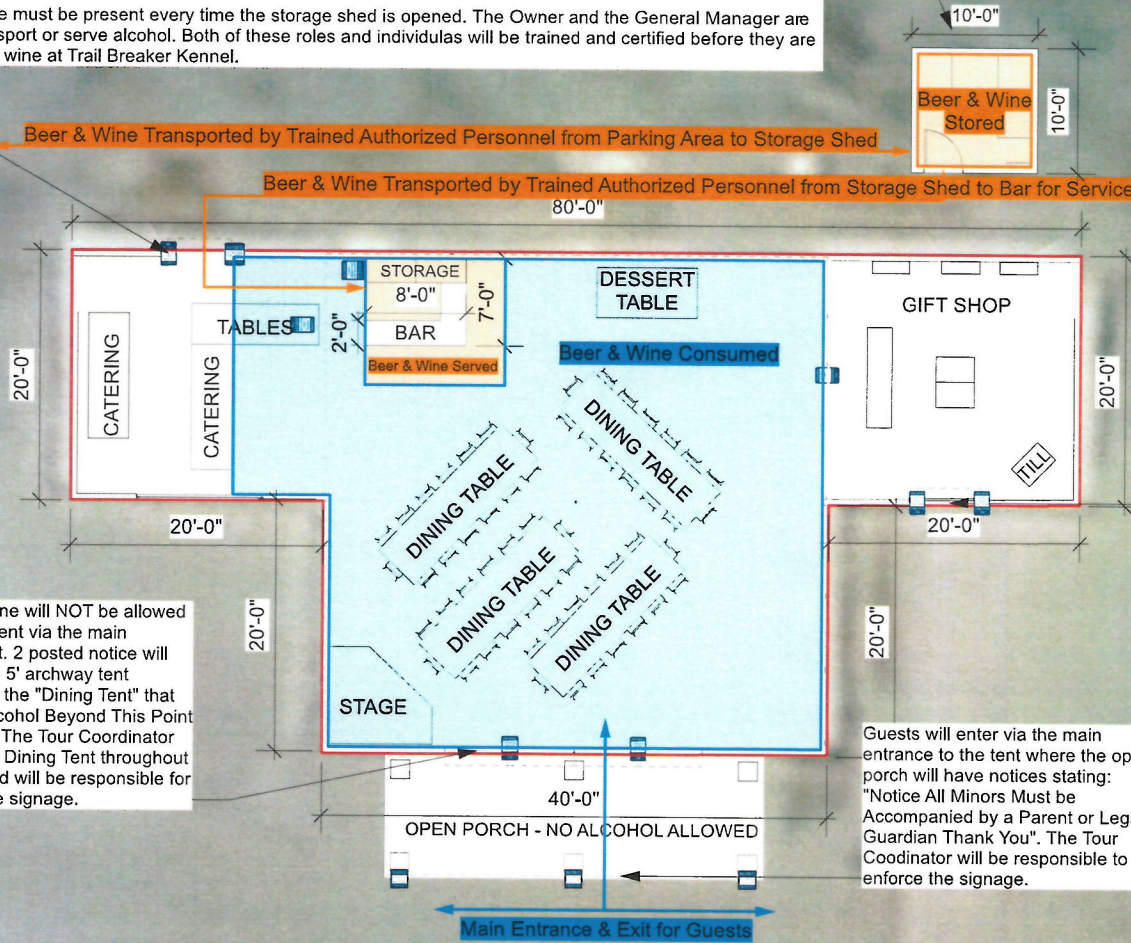 e must be present every time the storage shed is opened. The Owner and the General Manager are
sport or serve alcohol. Both of these roles and individulas will be trained and certified before they are
wine at Trail Breaker Kennel.
10'-0"
Beer & Wine
Stored
10'-0"
Beer & Wine Transported by Trained Authorized Personnel from Parking Area to Storage Shed
Beer & Wine Transported by Trained Authorized Personnel from Storage Shed to Bar for Service
80'-0"
STORAGE
8'-0"
7'-0"
2'-0"
BAR
Beer & Wine Served
DESSERT
TABLE
GIFT SHOP
TABLES
CATERING
CATERING
20'-0"
20'-0"
Beer & Wine Consumed
DINING TABLE
DINING TABLE
DINING TABLE
DINING TABLE
TILL
20'-0"
20'-0"
20'-0"
20'-0"
ne will NOT be allowed
ent via the main
t. 2 posted notice will
5' archway tent
the "Dining Tent" that
cohol Beyond This Point
The Tour Coordinator
Dining Tent throughout
d will be responsible for
e signage.
STAGE
40'-0"
OPEN PORCH - NO ALCOHOL ALLOWED
Guests will enter via the main
entrance to the tent where the op
porch will have notices stating:
"Notice All Minors Must be
Accompanied by a Parent or Leg
Guardian Thank You". The Tour
Coodinator will be responsible to
enforce the signage.
Main Entrance & Exit for Guests